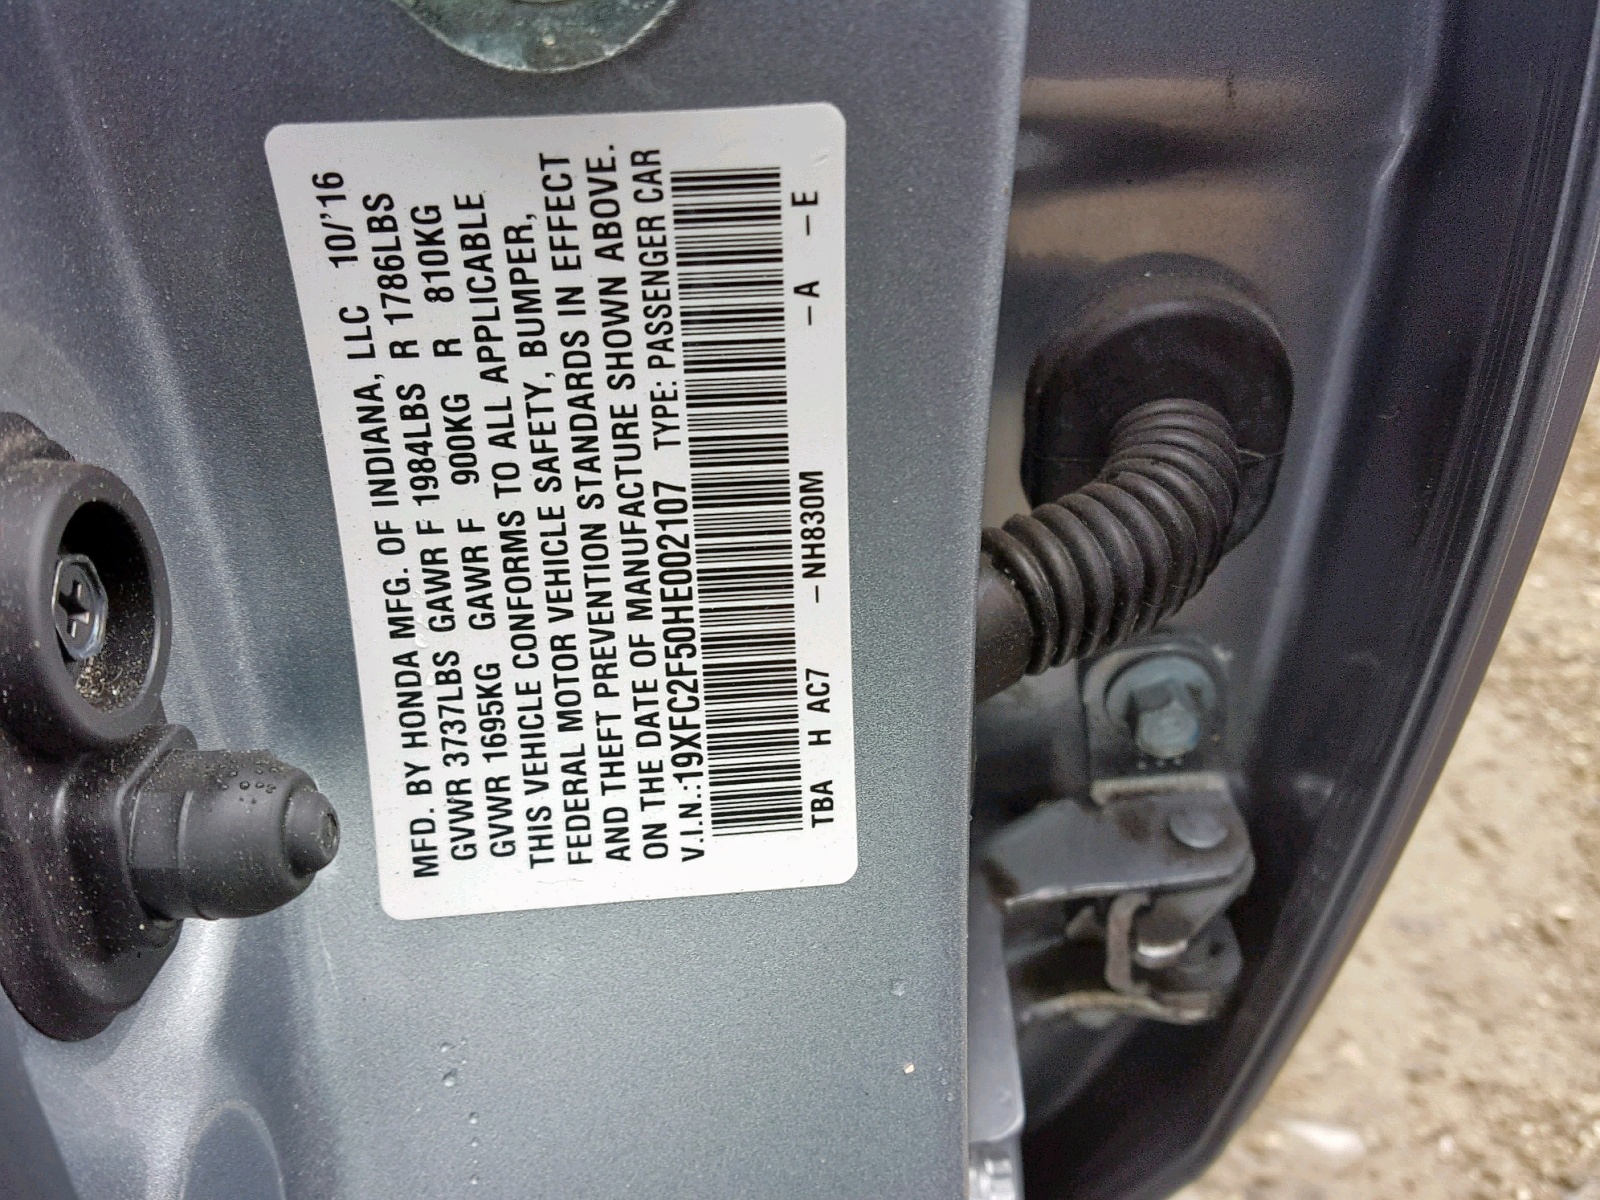 MFD. BY HONDA MFG. OF INDIANA, LLC 10/'16
GVWR 3737LBS GAWR F 1984LBS R 1786LBS
GVWR 1695KG GAWR F 900KG R 810KG
THIS VEHICLE CONFORMS TO ALL APPLICABLE
FEDERAL MOTOR VEHICLE SAFETY, BUMPER,
AND THEFT PREVENTION STANDARDS IN EFFECT
ON THE DATE OF MANUFACTURE SHOWN ABOVE.
V.I.N.:19XFC2F50HE002107 TYPE: PASSENGER CAR
TBA H AC7 –NH830M –A –E